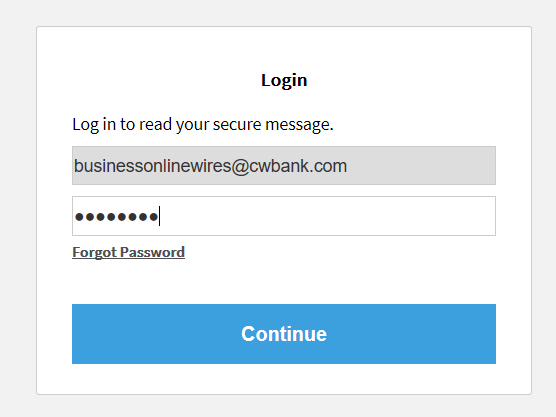 Login
Log in to read your secure message.
businessonlinewires@cwbank.com
●●●●●●●●
Forgot Password
Continue